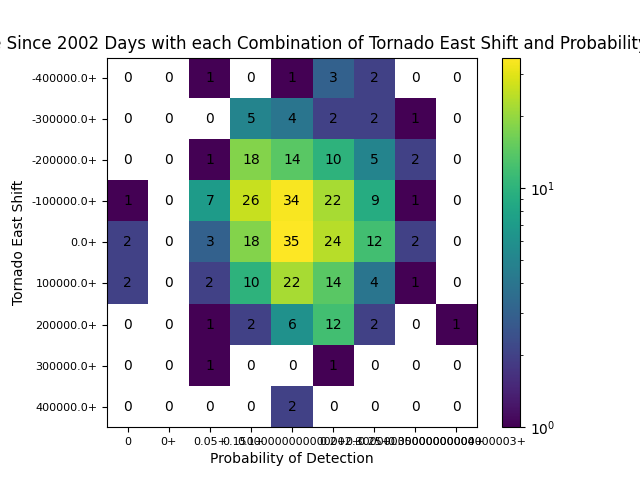 Since 2002 Days with each Combination of Tornado East Shift and Probability
Tornado East Shift
-400000.0+ 0 0 1 0 1 3 2 0 0
-300000.0+ 0 0 0 5 4 2 2 1 0
-200000.0+ 0 0 1 18 14 10 5 2 0
-100000.0+ 1 0 7 26 34 22 9 1 0
0.0+ 2 0 3 18 35 24 12 2 0
100000.0+ 2 0 2 10 22 14 4 1 0
200000.0+ 0 0 1 2 6 12 2 0 1
300000.0+ 0 0 1 0 0 1 0 0 0
400000.0+ 0 0 0 0 2 0 0 0 0
0 0+ 0.05+
Probability of Detection
10¹
10⁰